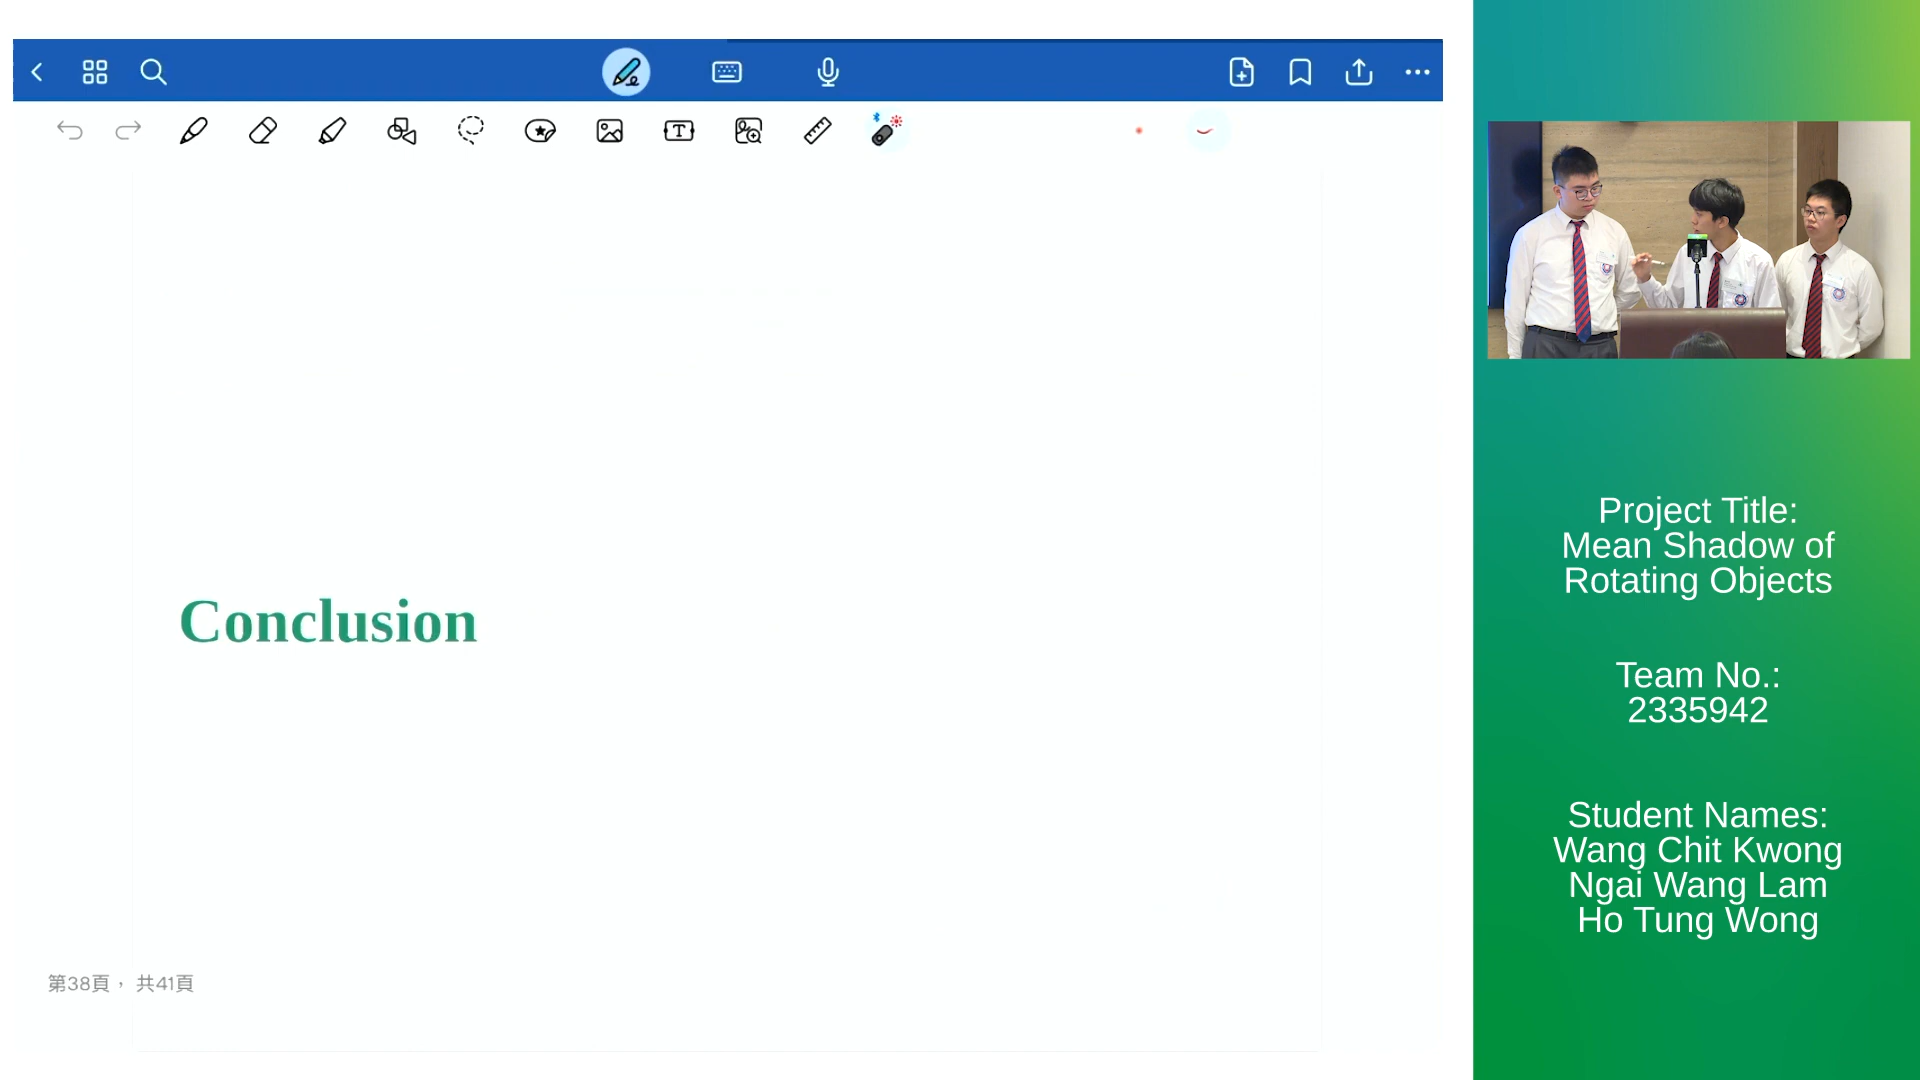 Conclusion
第38頁， 共41頁
Project Title:
Mean Shadow of
Rotating Objects
Team No.:
2335942
Student Names:
Wang Chit Kwong
Ngai Wang Lam
Ho Tung Wong